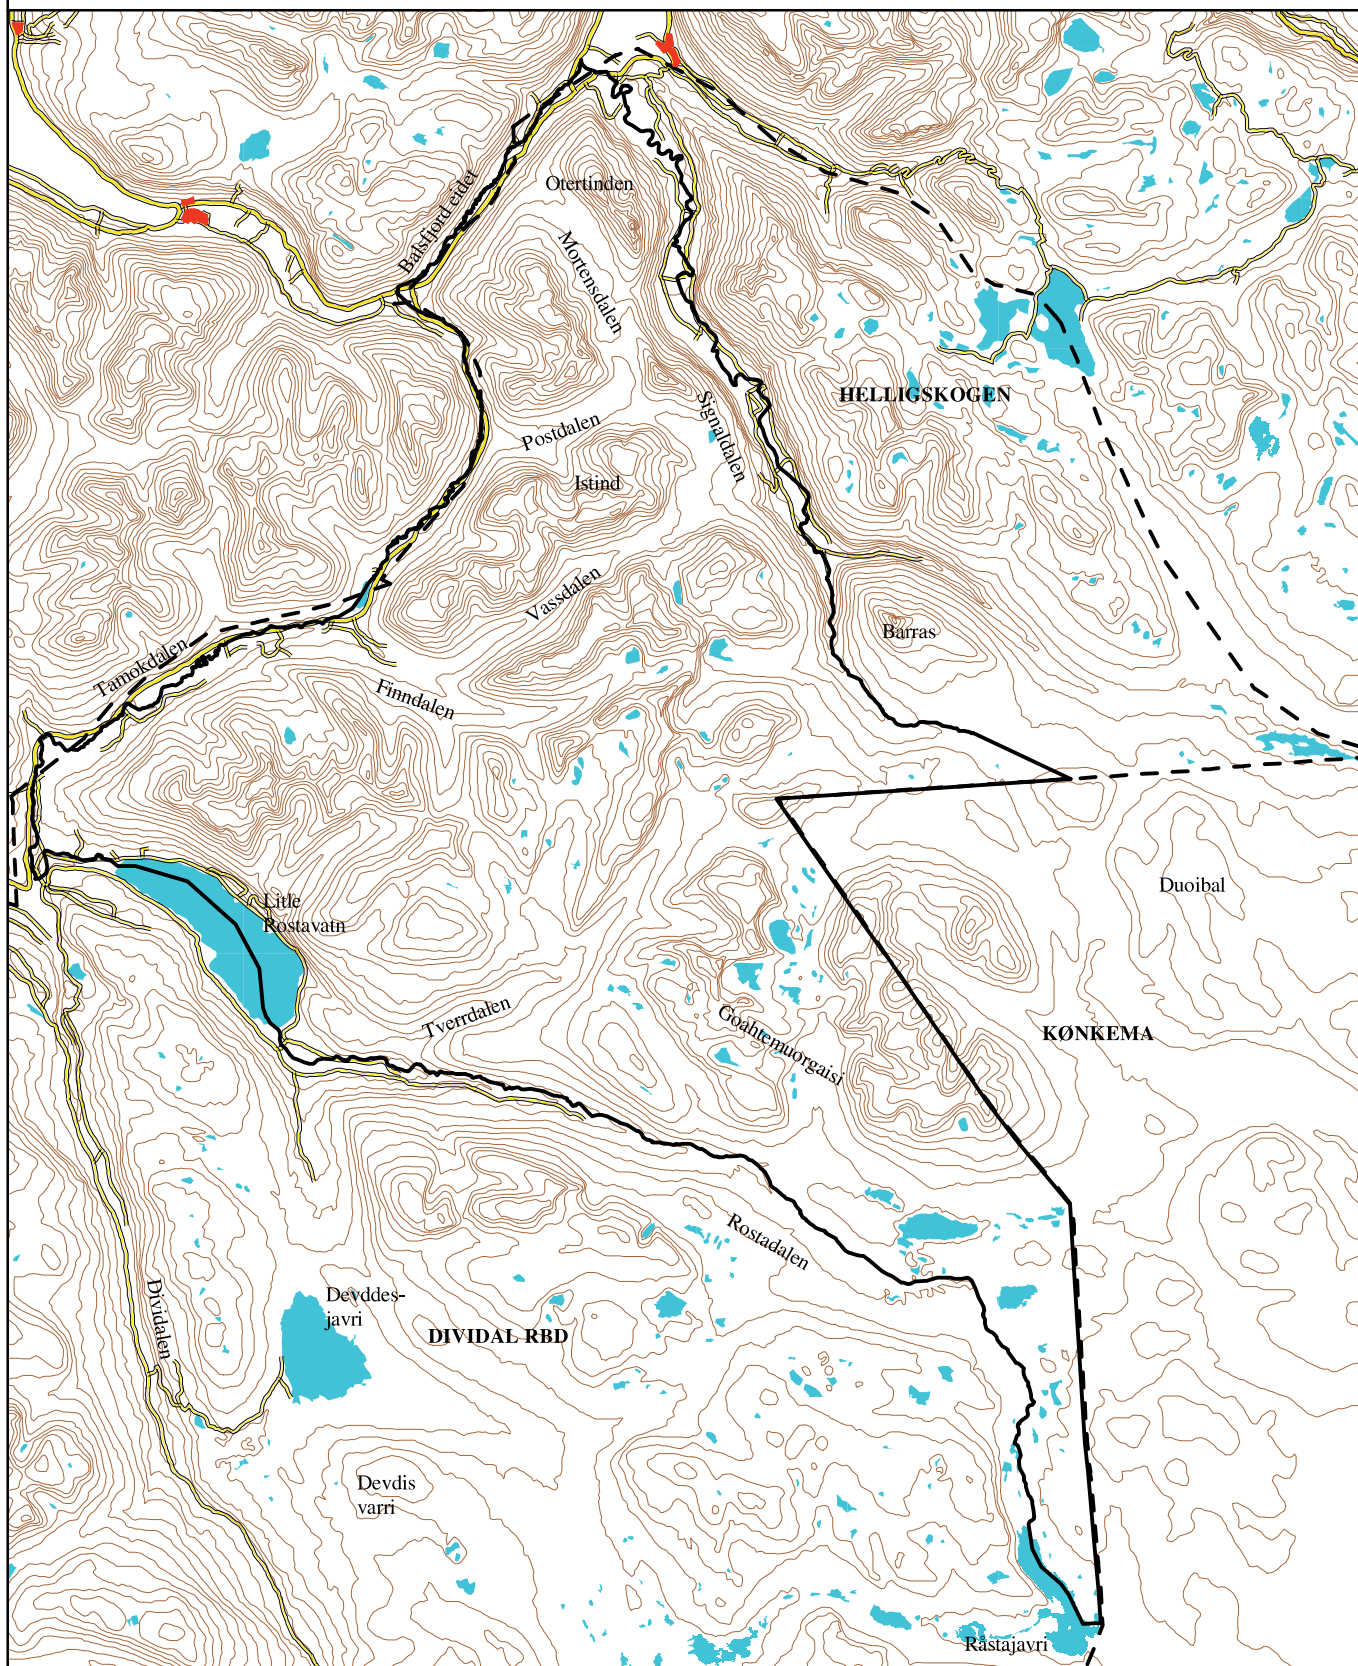 Otertinden
Balsfjord eidet
Mortensdalen
HELLIGSKOGEN
Signaldalen
Postdalen
Istind
Vassdalen
Barras
Tamokdalen
Finndalen
Duoibal
Litle
Rostavatn
Tverrdalen
Goahtemuorgaisi
KØNKEMA
Rostadalen
Dividalen
Devddes-
javri
DIVIDAL RBD
Devdis
varri
Råstajavri